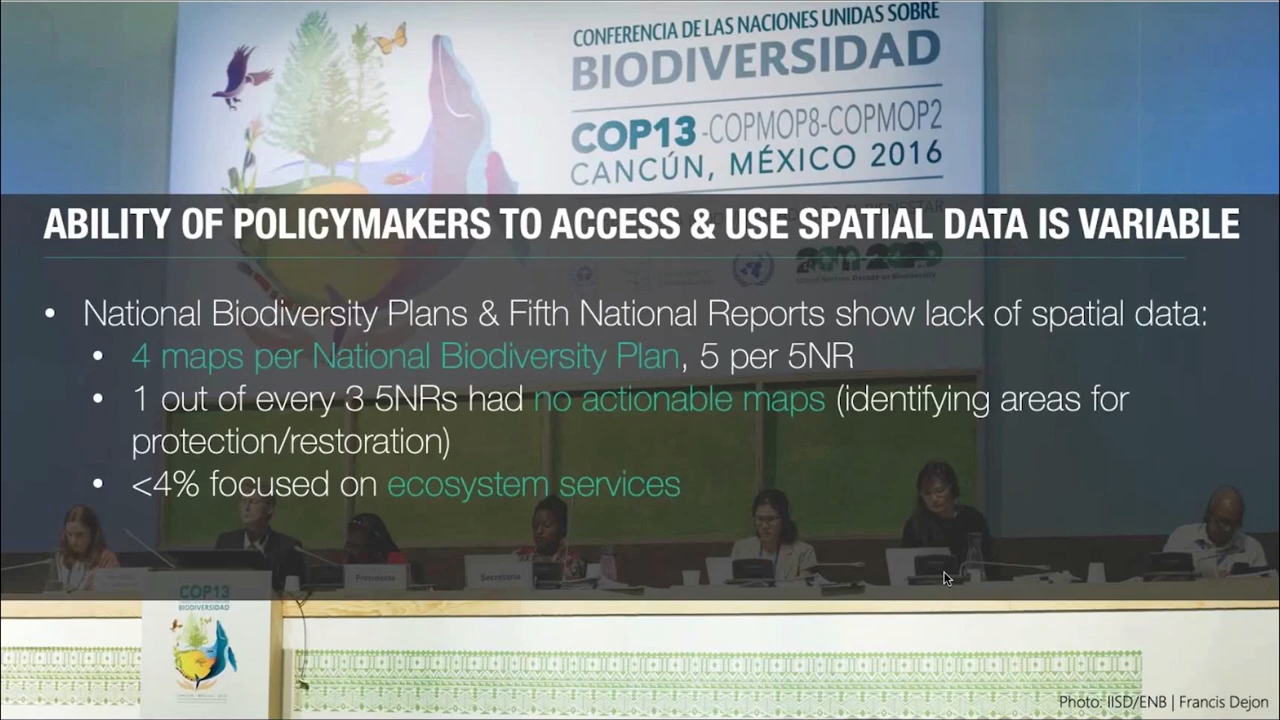 CONFERENCIA DE LAS NACIONES UNIDAS SOBRE
BIODIVERSIDAD
COP13-COPMOP8-COPMOP2
CANCÚN, MÉXICO 2016
ABILITY OF POLICYMAKERS TO ACCESS & USE SPATIAL DATA IS VARIABLE
• National Biodiversity Plans & Fifth National Reports show lack of spatial data:
• 4 maps per National Biodiversity Plan, 5 per 5NR
• 1 out of every 3 5NRs had no actionable maps (identifying areas for
protection/restoration)
• <4% focused on ecosystem services
Presidente
Secretaria
COP13
BIODIVERSIDAD
Photo: IISD/ENB | Francis Dejon